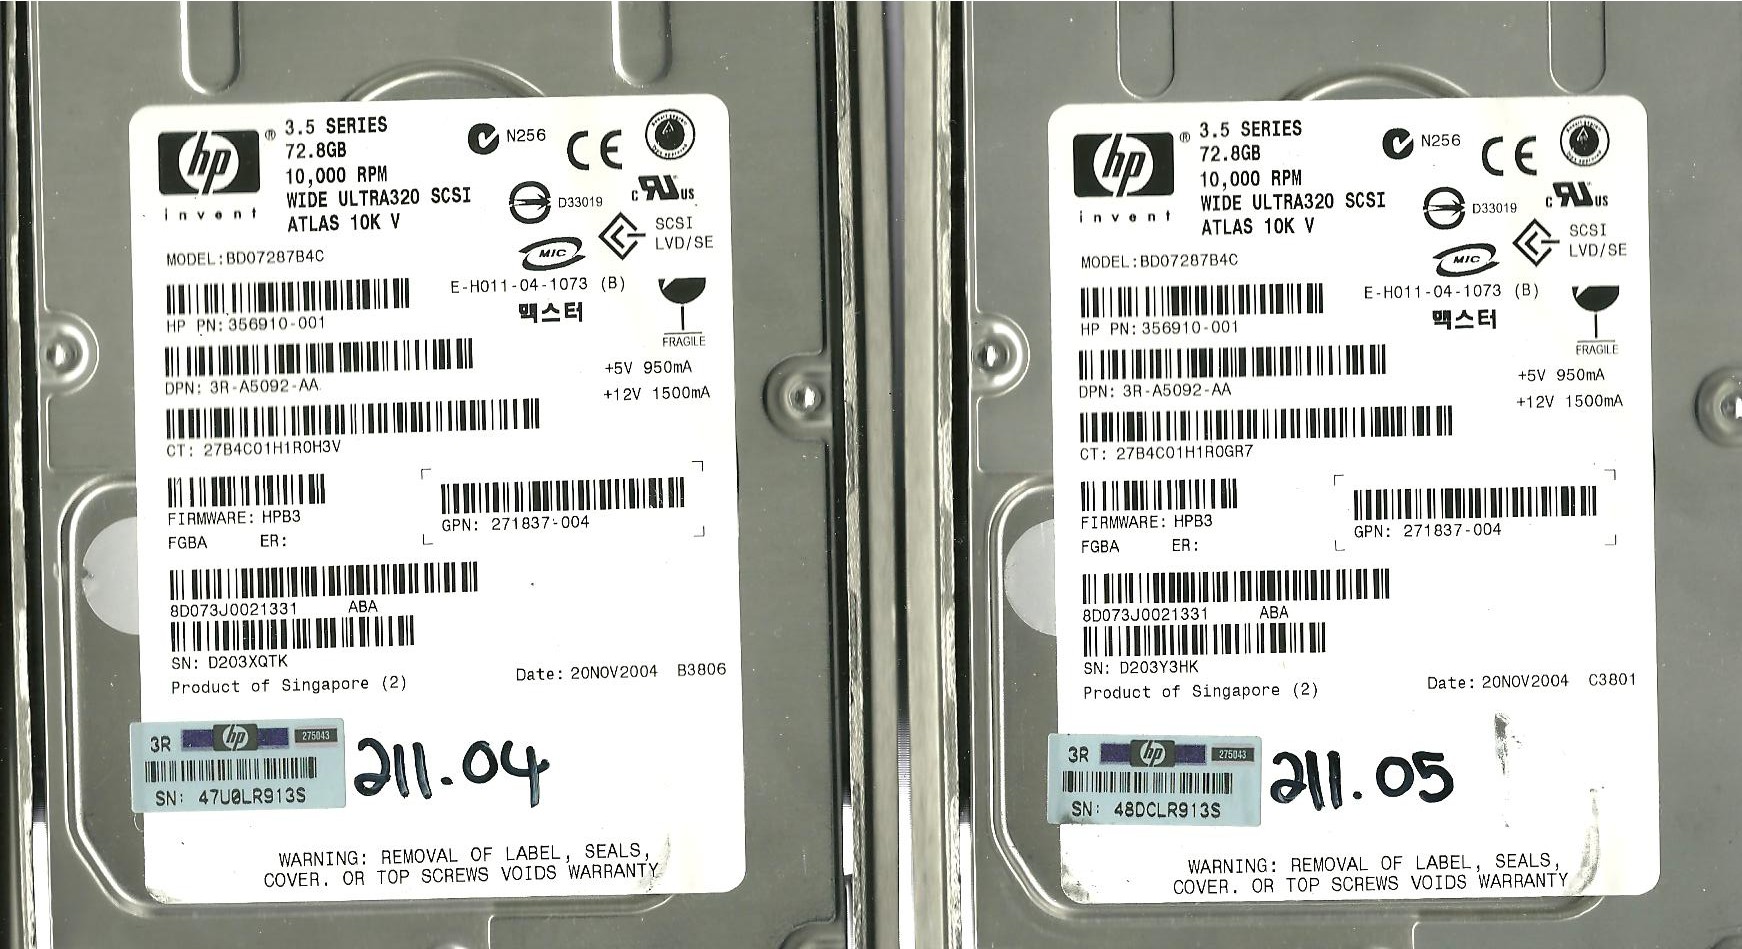 hp
®
invent
3.5 SERIES
72.8GB
10,000 RPM
WIDE ULTRA320 SCSI
ATLAS 10K V
N256
CE
D33019
C UR US
SCSI
LVD/SE
MIC
MODEL:BD07287B4C
E-H011-04-1073 (B)
맥스터
HP PN:356910-001
FRAGILE
DPN: 3R-A5092-AA
+5V 950mA
+12V 1500mA
CT: 27B4C01H1R0H3V
FIRMWARE: HPB3
FGBA ER:
GPN: 271837-004
8D073J0021331 ABA
SN: D203XQTK
Product of Singapore (2)
Date: 20NOV2004 B3806
3R hp 275043
SN: 47U0LR913S
211.04
WARNING: REMOVAL OF LABEL, SEALS,
COVER. OR TOP SCREWS VOIDS WARRANTY
hp
®
invent
3.5 SERIES
72.8GB
10,000 RPM
WIDE ULTRA320 SCSI
ATLAS 10K V
N256
CE
D33019
C UR US
SCSI
LVD/SE
MIC
MODEL:BD07287B4C
E-H011-04-1073 (B)
맥스터
HP PN:356910-001
FRAGILE
DPN: 3R-A5092-AA
+5V 950mA
+12V 1500mA
CT: 27B4C01H1R0GR7
FIRMWARE: HPB3
FGBA ER:
GPN: 271837-004
8D073J0021331 ABA
SN: D203Y3HK
Product of Singapore (2)
Date: 20NOV2004 C3801
3R hp 275043
SN: 48DCLR913S
211.05
WARNING: REMOVAL OF LABEL, SEALS,
COVER. OR TOP SCREWS VOIDS WARRANTY